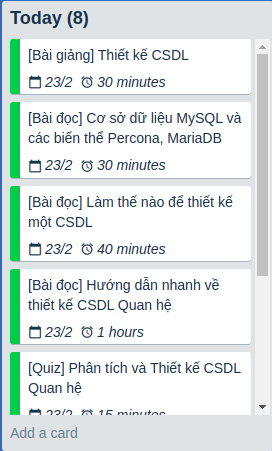 Today (8)
[Bài giảng] Thiết kế CSDL
23/2 30 minutes
[Bài đọc] Cơ sở dữ liệu MySQL và
các biến thể Percona, MariaDB
23/2 30 minutes
[Bài đọc] Làm thế nào để thiết kế
một CSDL
23/2 40 minutes
[Bài đọc] Hướng dẫn nhanh về
thiết kế CSDL Quan hệ
23/2 1 hours
[Quiz] Phân tích và Thiết kế CSDL
Quan hệ
23/2 15 minutes
Add a card